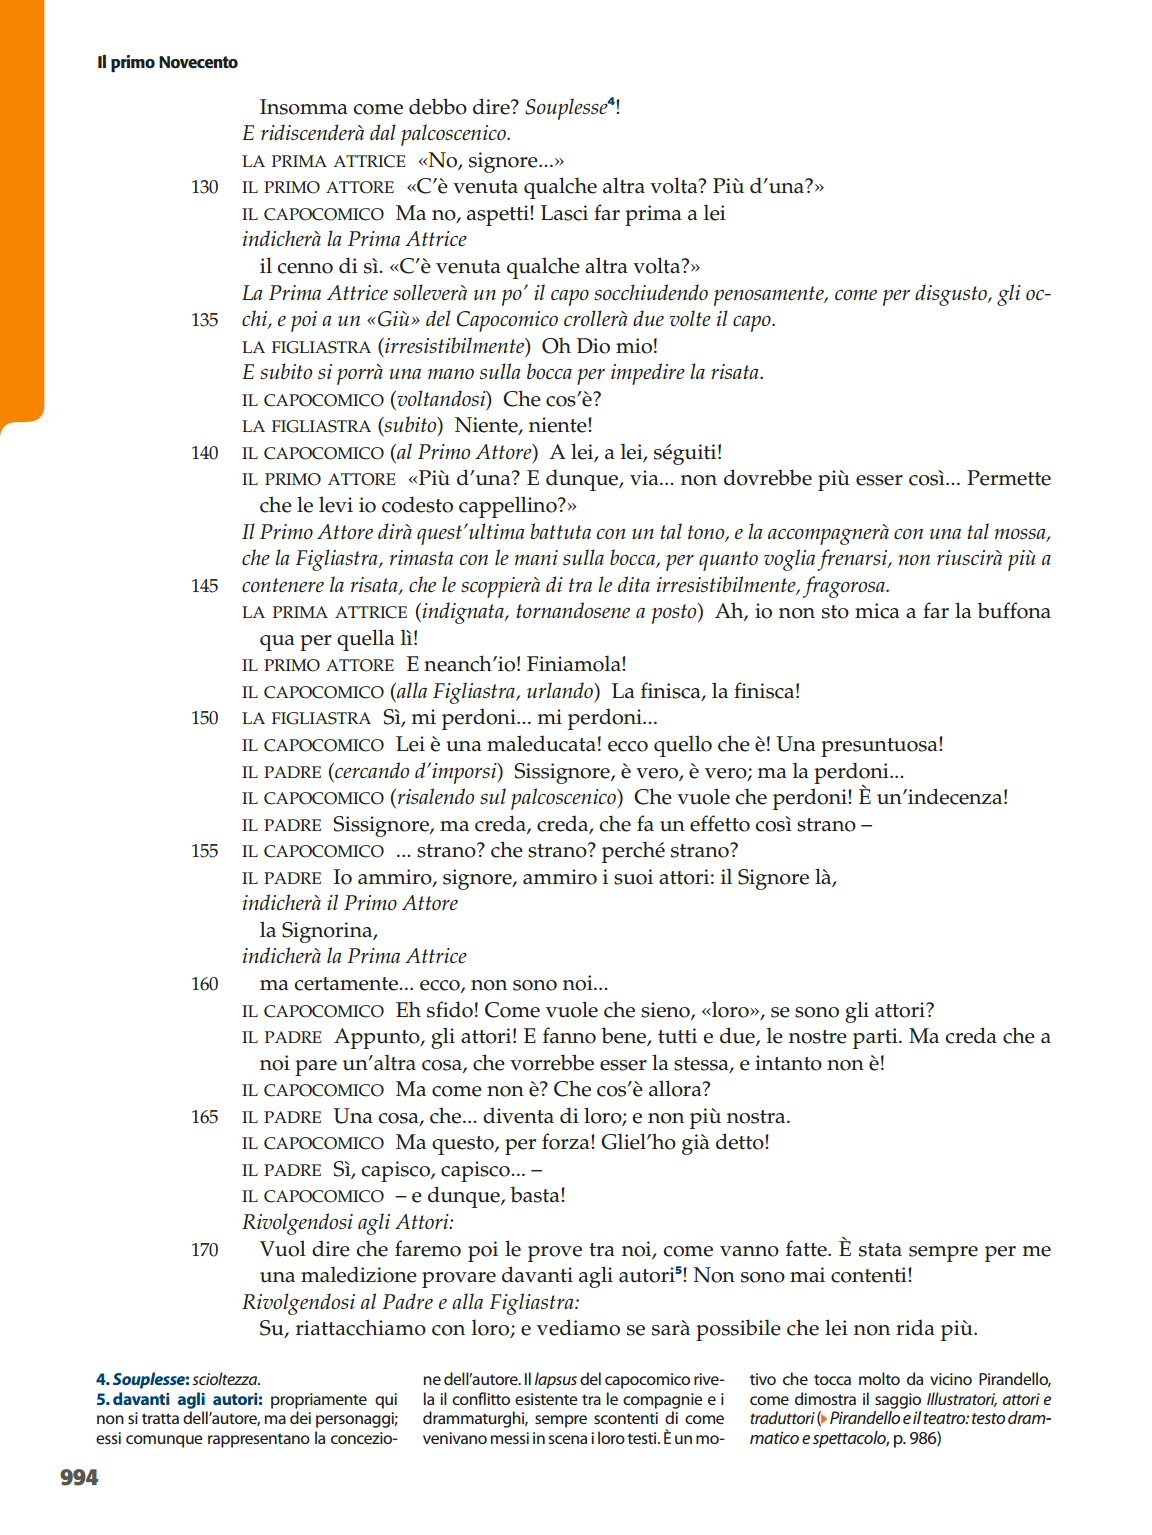 Il primo Novecento
Insomma come debbo dire? Souplesse4!
E ridiscenderà dal palcoscenico.
LA PRIMA ATTRICE «No, signore...»
130 IL PRIMO ATTORE «C'è venuta qualche altra volta? Più d'una?»
IL CAPOCOMICO Ma no, aspetti! Lasci far prima a lei
indicherà la Prima Attrice
il cenno di sì. «C'è venuta qualche altra volta?»
La Prima Attrice solleverà un po' il capo socchiudendo penosamente, come per disgusto, gli oc-
135 chi, e poi a un «Giù» del Capocomico crollerà due volte il capo.
LA FIGLIASTRA (irresistibilmente) Oh Dio mio!
E subito si porrà una mano sulla bocca per impedire la risata.
IL CAPOCOMICO (voltandosi) Che cos'è?
LA FIGLIASTRA (subito) Niente, niente!
140 IL CAPOCOMICO (al Primo Attore) A lei, a lei, séguiti!
IL PRIMO ATTORE «Più d'una? E dunque, via... non dovrebbe più esser così... Permette
che le levi io codesto cappellino?»
Il Primo Attore dirà quest'ultima battuta con un tal tono, e la accompagnerà con una tal mossa,
che la Figliastra, rimasta con le mani sulla bocca, per quanto voglia frenarsi, non riuscirà più a
145 contenere la risata, che le scoppierà di tra le dita irresistibilmente, fragorosa.
LA PRIMA ATTRICE (indignata, tornandosene a posto) Ah, io non sto mica a far la buffona
qua per quella lì!
IL PRIMO ATTORE E neanch'io! Finiamola!
IL CAPOCOMICO (alla Figliastra, urlando) La finisca, la finisca!
150 LA FIGLIASTRA Sì, mi perdoni... mi perdoni...
IL CAPOCOMICO Lei è una maleducata! ecco quello che è! Una presuntuosa!
IL PADRE (cercando d'imporsi) Sissignore, è vero, è vero; ma la perdoni...
IL CAPOCOMICO (risalendo sul palcoscenico) Che vuole che perdoni! È un'indecenza!
IL PADRE Sissignore, ma creda, creda, che fa un effetto così strano –
155 IL CAPOCOMICO ... strano? che strano? perché strano?
IL PADRE Io ammiro, signore, ammiro i suoi attori: il Signore là,
indicherà il Primo Attore
la Signorina,
indicherà la Prima Attrice
160 ma certamente... ecco, non sono noi...
IL CAPOCOMICO Eh sfido! Come vuole che sieno, «loro», se sono gli attori?
IL PADRE Appunto, gli attori! E fanno bene, tutti e due, le nostre parti. Ma creda che a
noi pare un'altra cosa, che vorrebbe esser la stessa, e intanto non è!
IL CAPOCOMICO Ma come non è? Che cos'è allora?
165 IL PADRE Una cosa, che... diventa di loro; e non più nostra.
IL CAPOCOMICO Ma questo, per forza! Gliel'ho già detto!
IL PADRE Sì, capisco, capisco... –
IL CAPOCOMICO – e dunque, basta!
Rivolgendosi agli Attori:
170 Vuol dire che faremo poi le prove tra noi, come vanno fatte. È stata sempre per me
una maledizione provare davanti agli autori5! Non sono mai contenti!
Rivolgendosi al Padre e alla Figliastra:
Su, riattacchiamo con loro; e vediamo se sarà possibile che lei non rida più.
4. Souplesse: scioltezza.
5. davanti agli autori: propriamente qui
non si tratta dell'autore, ma dei personaggi;
essi comunque rappresentano la concezio-
ne dell'autore. Il lapsus del capocomico rive-
la il conflitto esistente tra le compagnie e i
drammaturghi, sempre scontenti di come
venivano messi in scena i loro testi. È un mo-
tivo che tocca molto da vicino Pirandello,
come dimostra il saggio Illustratori, attori e
traduttori (Pirandello e il teatro: testo dram-
matico e spettacolo, p. 986)
994